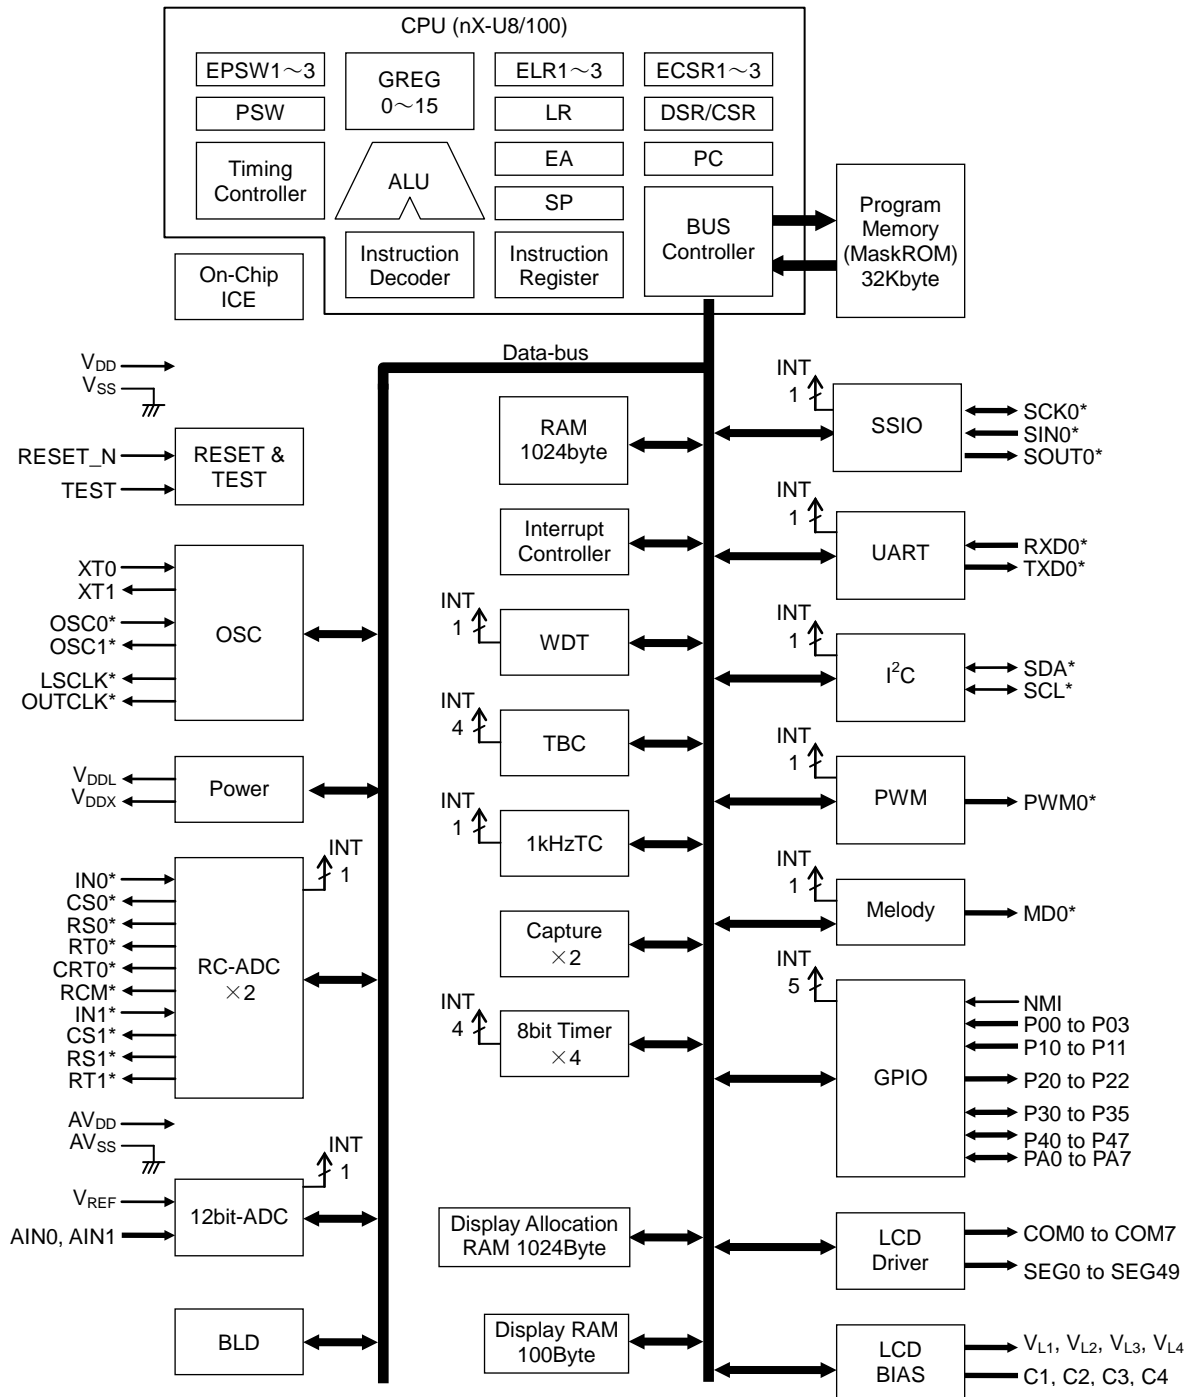 CPU (nX-U8/100)
EPSW1～3
GREG
0～15
ELR1～3
ECSR1～3
PSW
LR
DSR/CSR
Timing
Controller
ALU
EA
PC
SP
BUS
Controller
Program
Memory
(MaskROM)
32Kbyte
Instruction
Decoder
Instruction
Register
On-Chip
ICE
Data-bus
VDD
VSS
RESET_N
TEST
RESET &
TEST
XT0
XT1
OSC0*
OSC1*
LSCLK*
OUTCLK*
OSC
VDDL
VDDX
Power
IN0*
CS0*
RS0*
RT0*
CRT0*
RCM*
IN1*
CS1*
RS1*
RT1*
RC-ADC
×2
INT
1
AVDD
AVSS
VREF
AIN0, AIN1
12bit-ADC
INT
1
BLD
RAM
1024byte
Interrupt
Controller
INT
1
WDT
INT
4
TBC
INT
1
1kHzTC
Capture
×2
INT
4
8bit Timer
×4
Display Allocation
RAM 1024Byte
Display RAM
100Byte
INT
1
SSIO
SCK0*
SIN0*
SOUT0*
INT
1
UART
RXD0*
TXD0*
INT
1
I²C
SDA*
SCL*
INT
1
PWM
PWM0*
INT
1
Melody
MD0*
INT
5
GPIO
NMI
P00 to P03
P10 to P11
P20 to P22
P30 to P35
P40 to P47
PA0 to PA7
LCD
Driver
COM0 to COM7
SEG0 to SEG49
LCD
BIAS
VL1, VL2, VL3, VL4
C1, C2, C3, C4